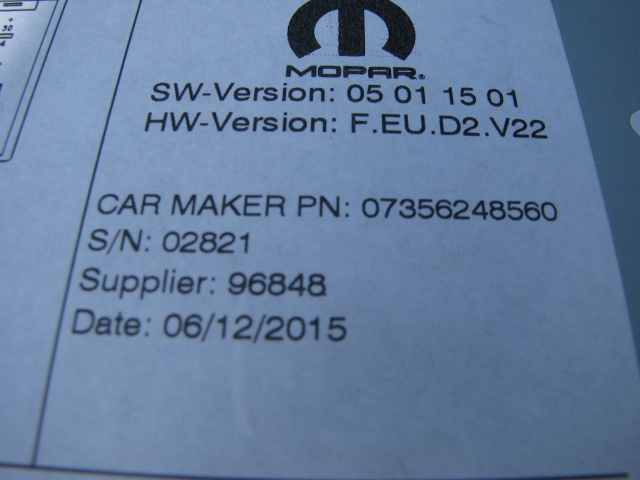 MOPAR®
SW-Version: 05 01 15 01
HW-Version: F.EU.D2.V22
CAR MAKER PN: 07356248560
S/N: 02821
Supplier: 96848
Date: 06/12/2015